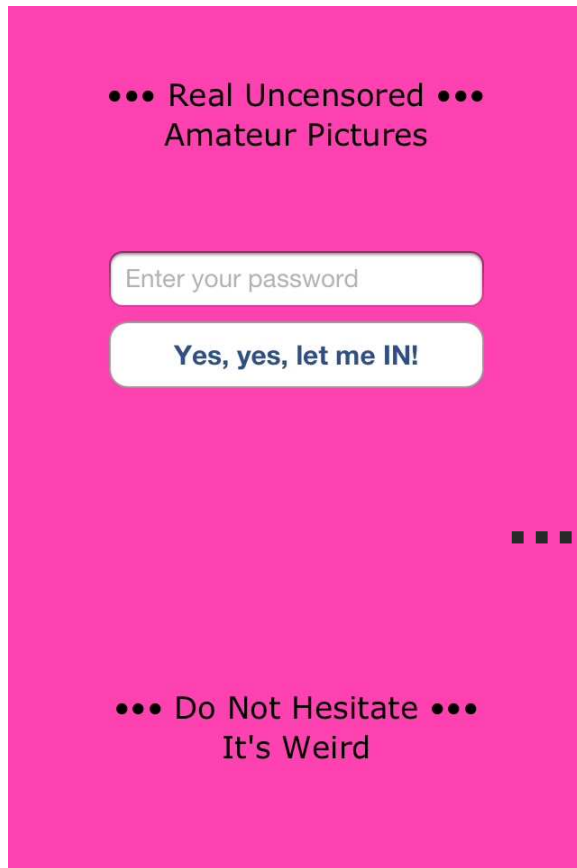 ••• Real Uncensored •••
Amateur Pictures
Enter your password
Yes, yes, let me IN!
••• Do Not Hesitate •••
It's Weird